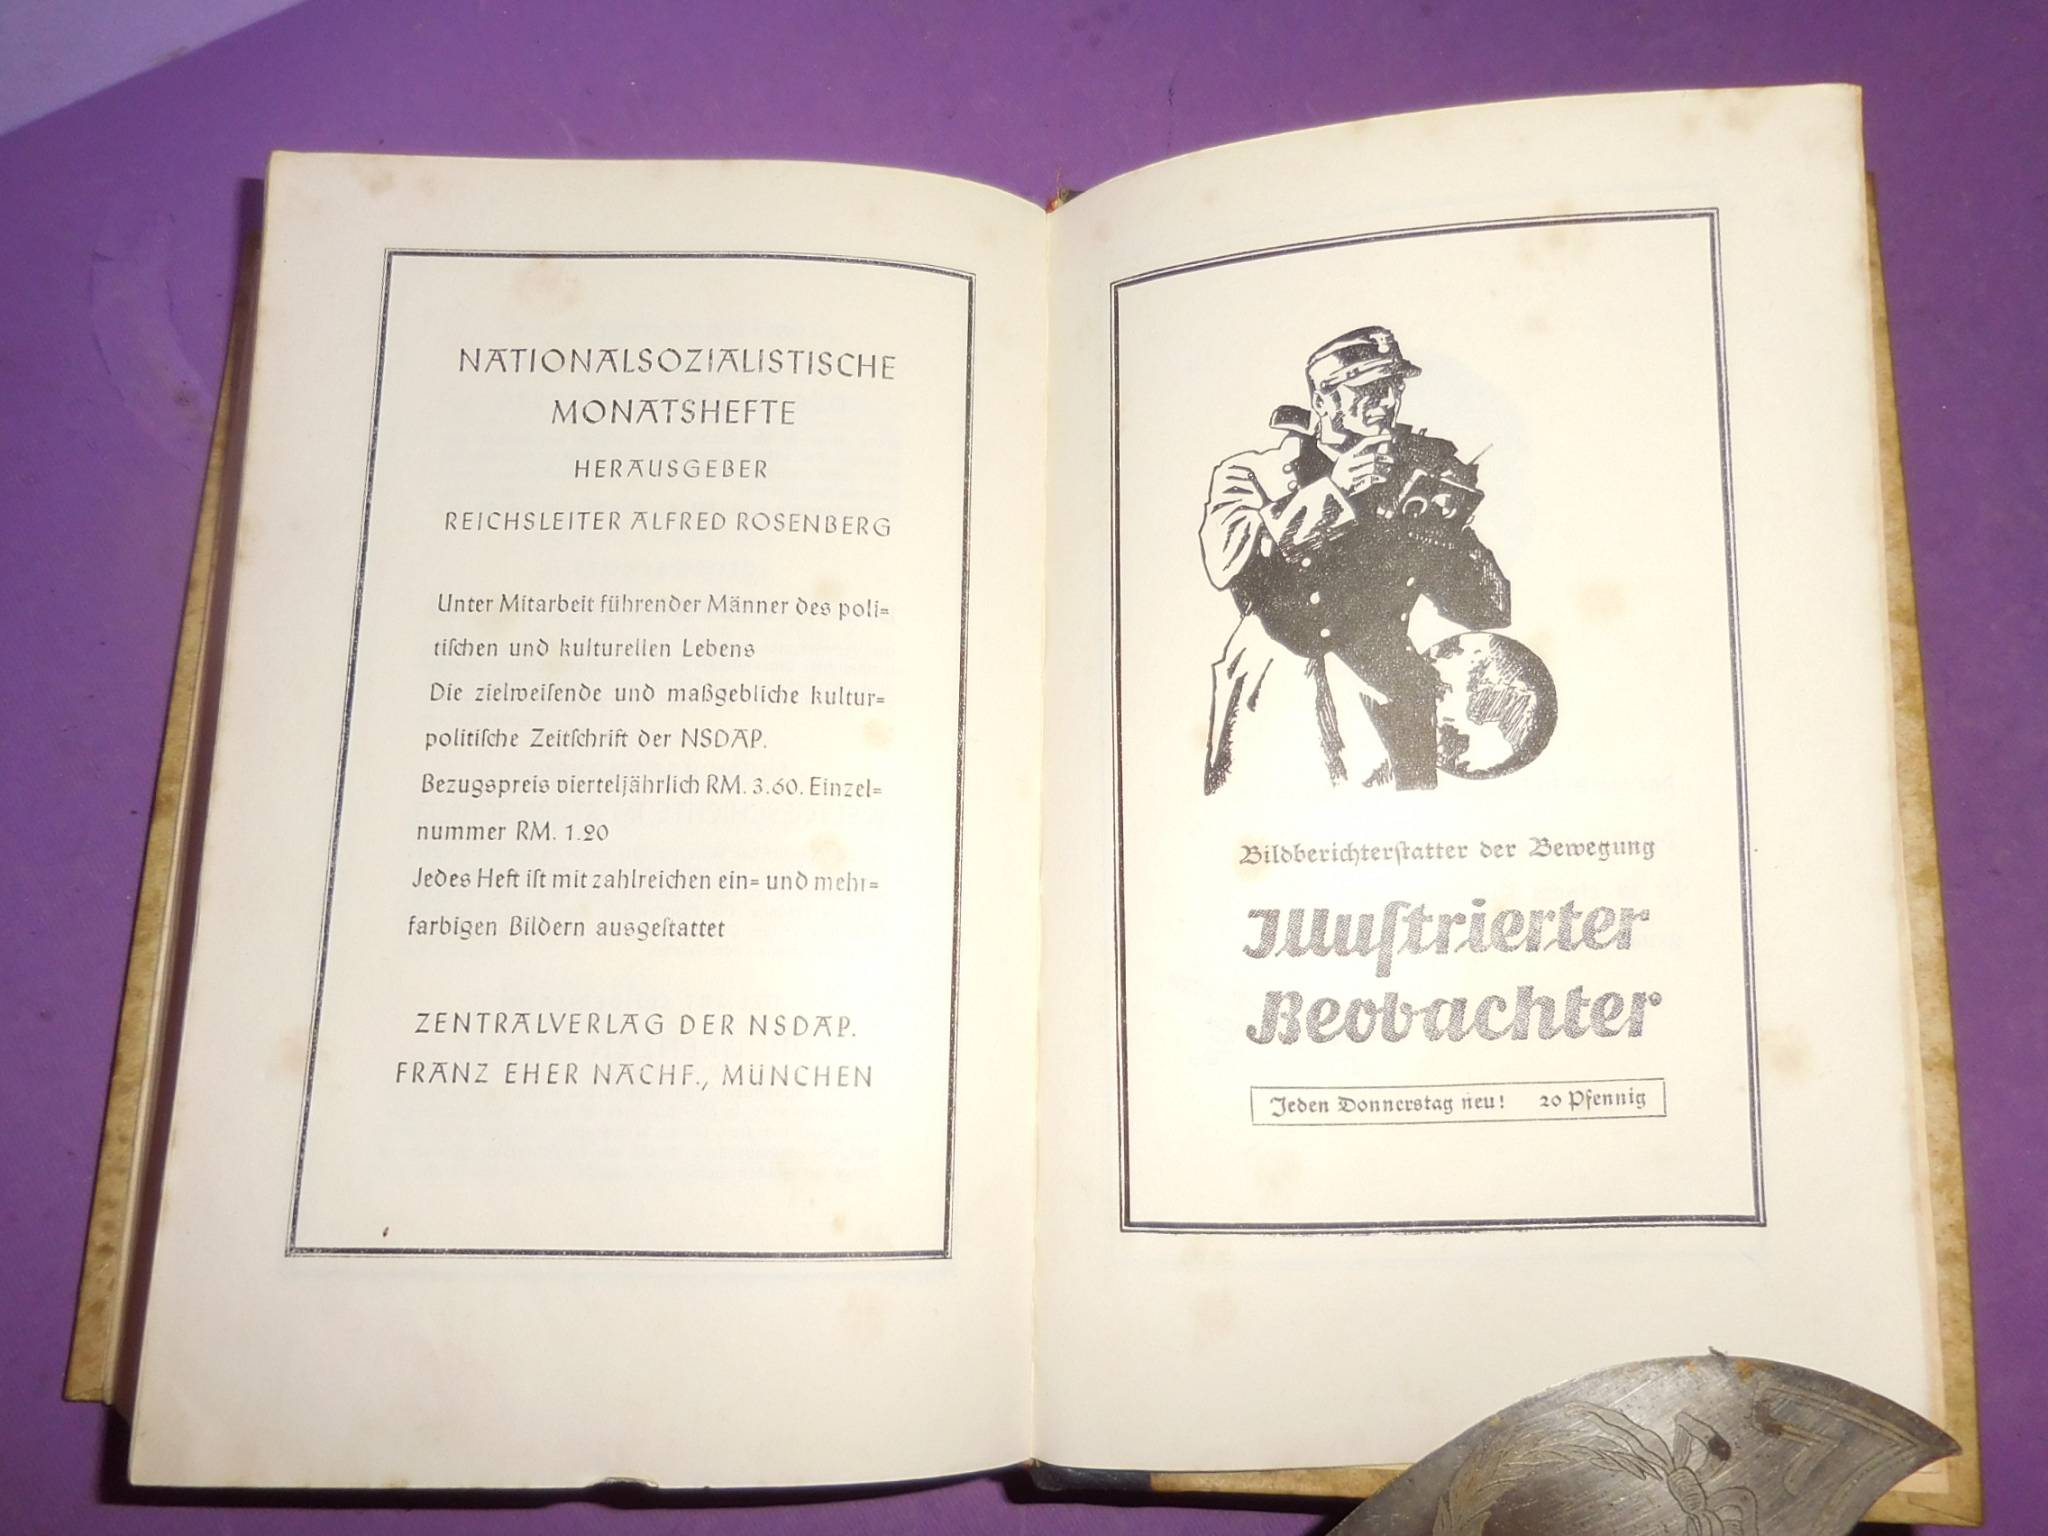 NATIONALSOZIALISTISCHE
MONATSHEFTE
HERAUSGEBER
REICHSLEITER ALFRED ROSENBERG
Unter Mitarbeit führender Männer des poli=
tiſchen und kulturellen Lebens
Die zielweiſende und maßgebliche kultur=
politiſche Zeitſchrift der NSDAP.
Bezugspreis vierteljährlich RM. 3.60. Einzel=
nummer RM. 1.20
Jedes Heft iſt mit zahlreichen ein= und mehr=
farbigen Bildern ausgeſtattet
ZENTRALVERLAG DER NSDAP.
FRANZ EHER NACHF., MÜNCHEN
Bildberichterſtatter der Bewegung
Illuſtrierter
Beobachter
Jeden Donnerstag neu! 20 Pfennig